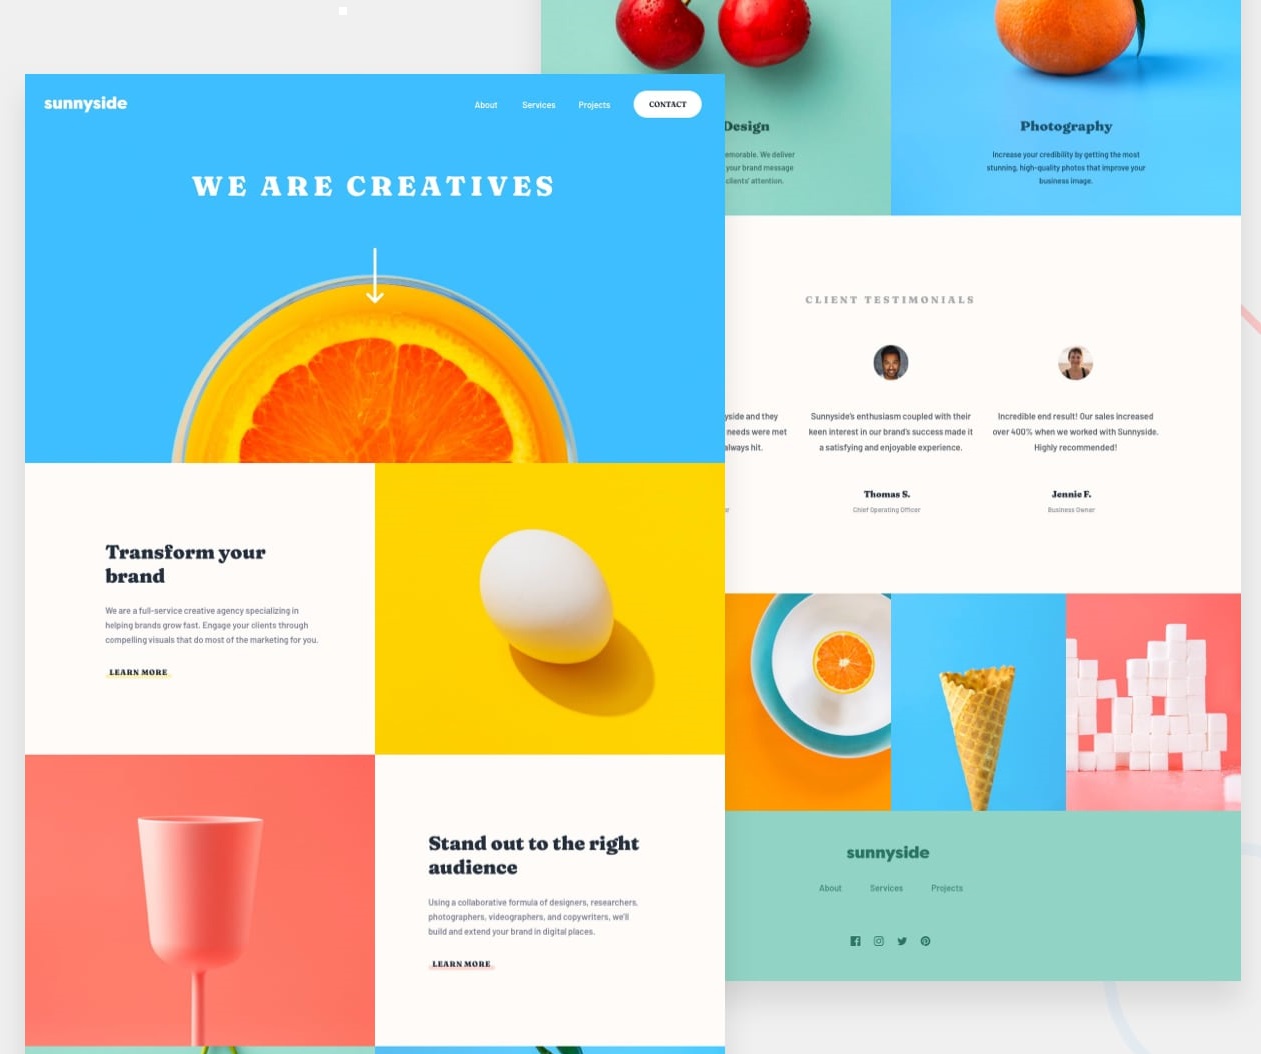 sunnyside
About Services Projects CONTACT
WE ARE CREATIVES
Transform your
brand
We are a full-service creative agency specializing in
helping brands grow fast. Engage your clients through
compelling visuals that do most of the marketing for you.
LEARN MORE
Stand out to the right
audience
Using a collaborative formula of designers, researchers,
photographers, videographers, and copywriters, we'll
build and extend your brand in digital places.
LEARN MORE
Design
We deliver
your brand message
clients' attention.
Photography
Increase your credibility by getting the most
stunning, high-quality photos that improve your
business image.
CLIENT TESTIMONIALS
and they
needs were met
always hit.
Sunnyside's enthusiasm coupled with their
keen interest in our brand's success made it
a satisfying and enjoyable experience.
Thomas S.
Chief Operating Officer
Incredible end result! Our sales increased
over 400% when we worked with Sunnyside.
Highly recommended!
Jennie F.
Business Owner
sunnyside
About Services Projects